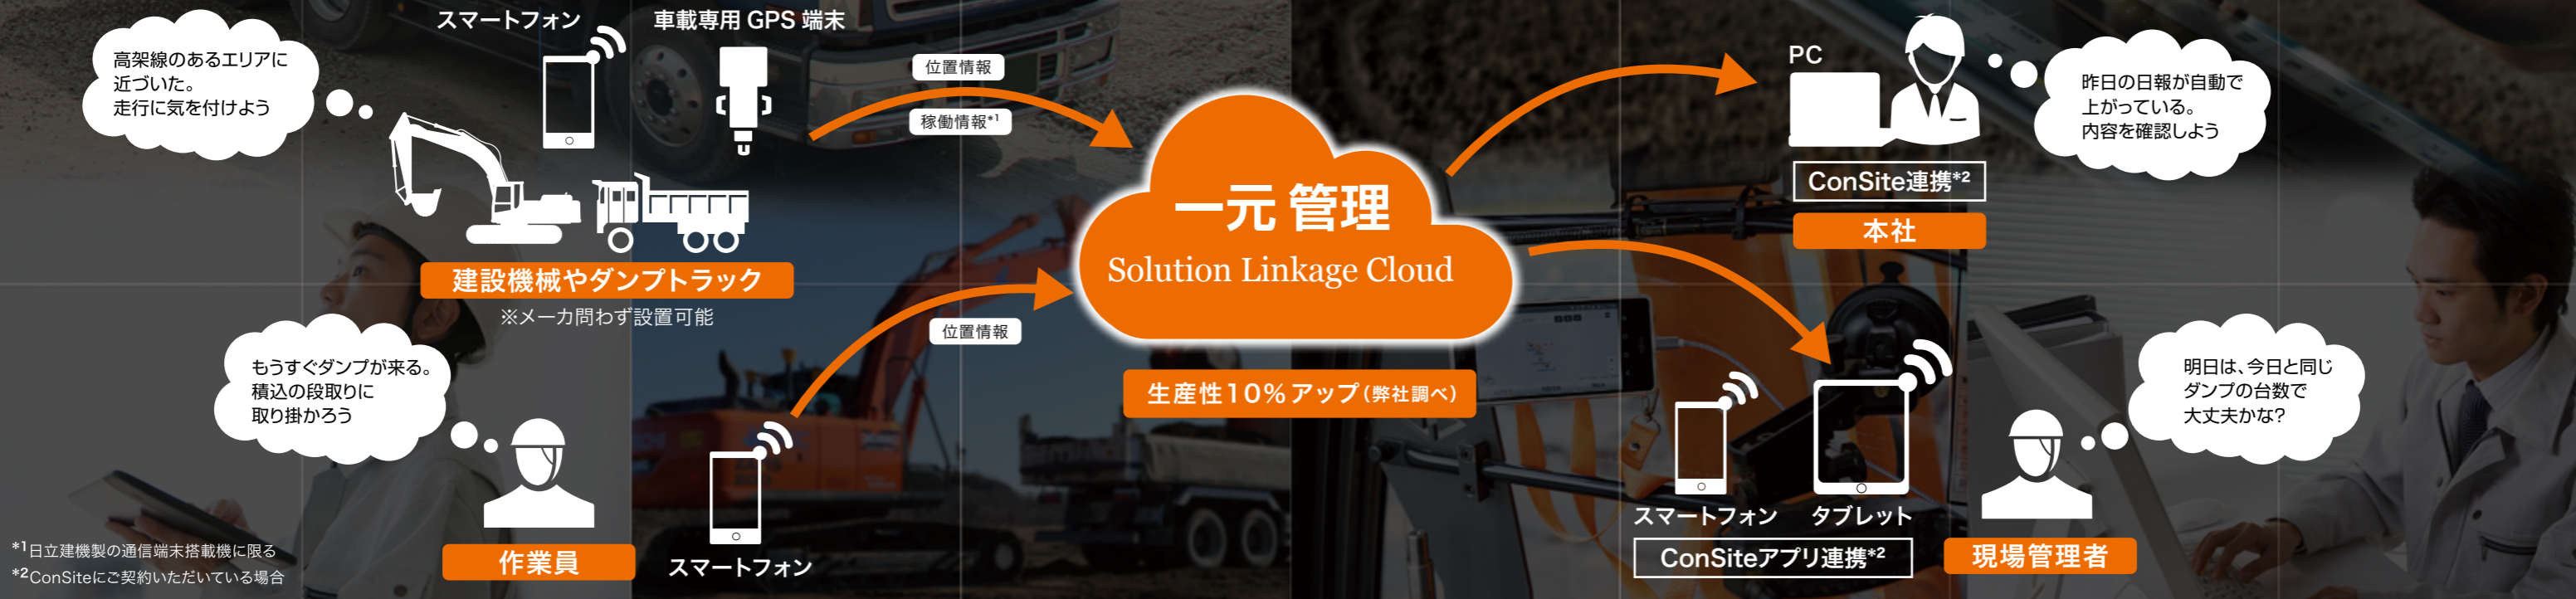 スマートフォン
車載専用 GPS 端末
高架線のあるエリアに
近づいた。
走行に気を付けよう
建設機械やダンプトラック
※メーカ問わず設置可能
位置情報
稼働情報*1
もうすぐダンプが来る。
積込の段取りに
取り掛かろう
作業員
スマートフォン
位置情報
*1日立建機製の通信端末搭載機に限る
*2ConSiteにご契約いただいている場合
一元管理
Solution Linkage Cloud
生産性10%アップ(弊社調べ)
PC
昨日の日報が自動で
上がっている。
内容を確認しよう
ConSite連携*2
本社
明日は、今日と同じ
ダンプの台数で
大丈夫かな?
スマートフォン
タブレット
ConSiteアプリ連携*2
現場管理者